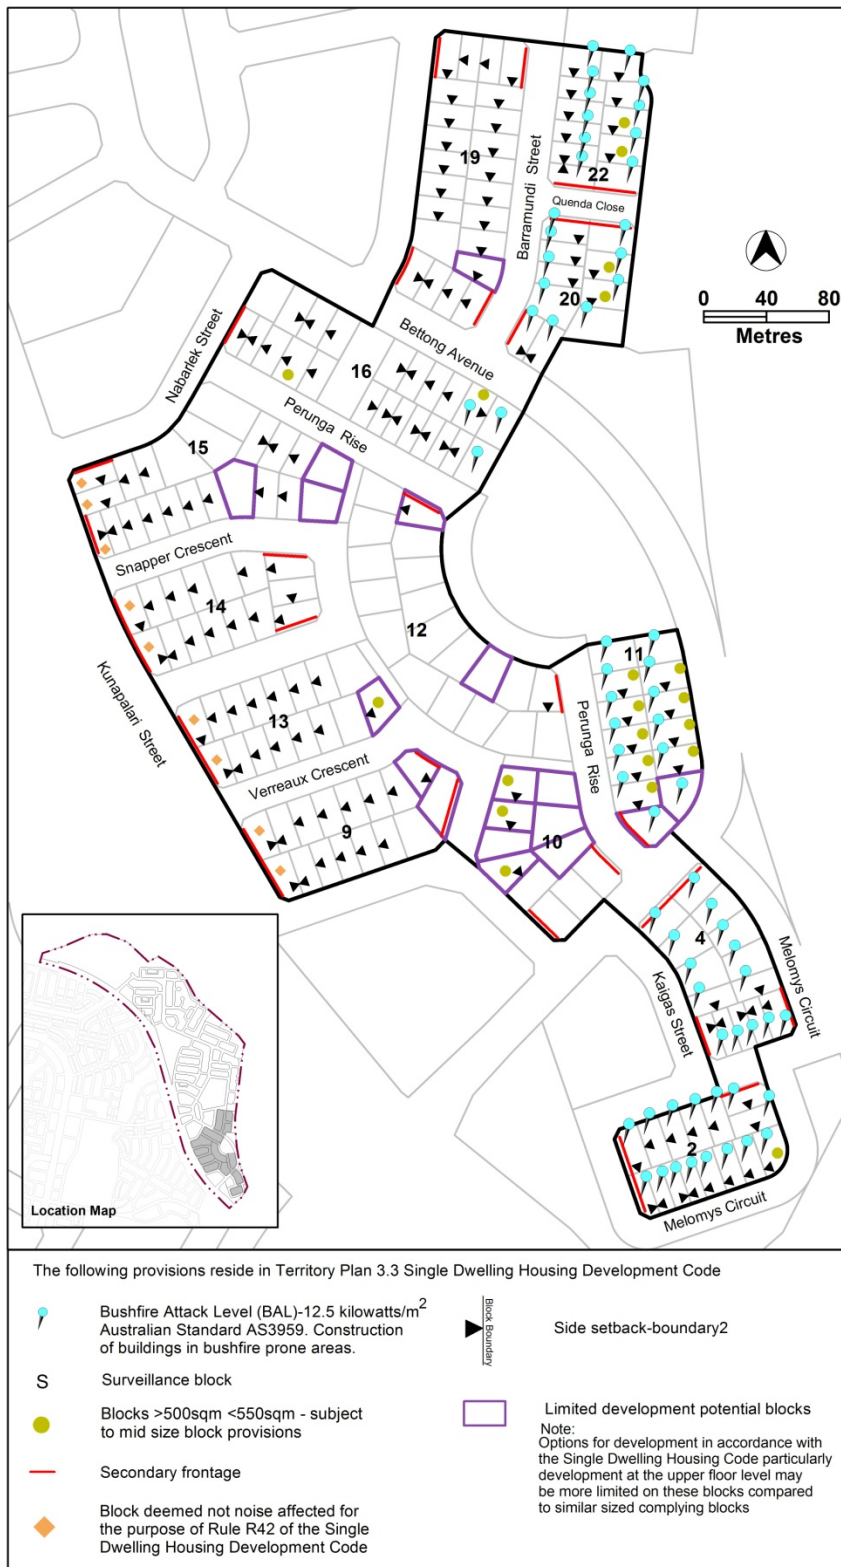 19
Barramundi Street
22
Quenda Close
20
0 40 80
Metres
Nabarlek Street
Bettong Avenue
16
Perunga Rise
15
Snapper Crescent
14
12
11
Kunapalari Street
13
Perunga Rise
Verreaux Crescent
9
10
4
Melomys Circuit
Kaigas Street
2
Melomys Circuit
Location Map
The following provisions reside in Territory Plan 3.3 Single Dwelling Housing Development Code
Bushfire Attack Level (BAL)-12.5 kilowatts/m²
Australian Standard AS3959. Construction
of buildings in bushfire prone areas.
S Surveillance block
Blocks >500sqm <550sqm - subject
to mid size block provisions
Secondary frontage
Block deemed not noise affected for
the purpose of Rule R42 of the Single
Dwelling Housing Development Code
Block Boundary
Side setback-boundary2
Limited development potential blocks
Note:
Options for development in accordance with
the Single Dwelling Housing Code particularly
development at the upper floor level may
be more limited on these blocks compared
to similar sized complying blocks